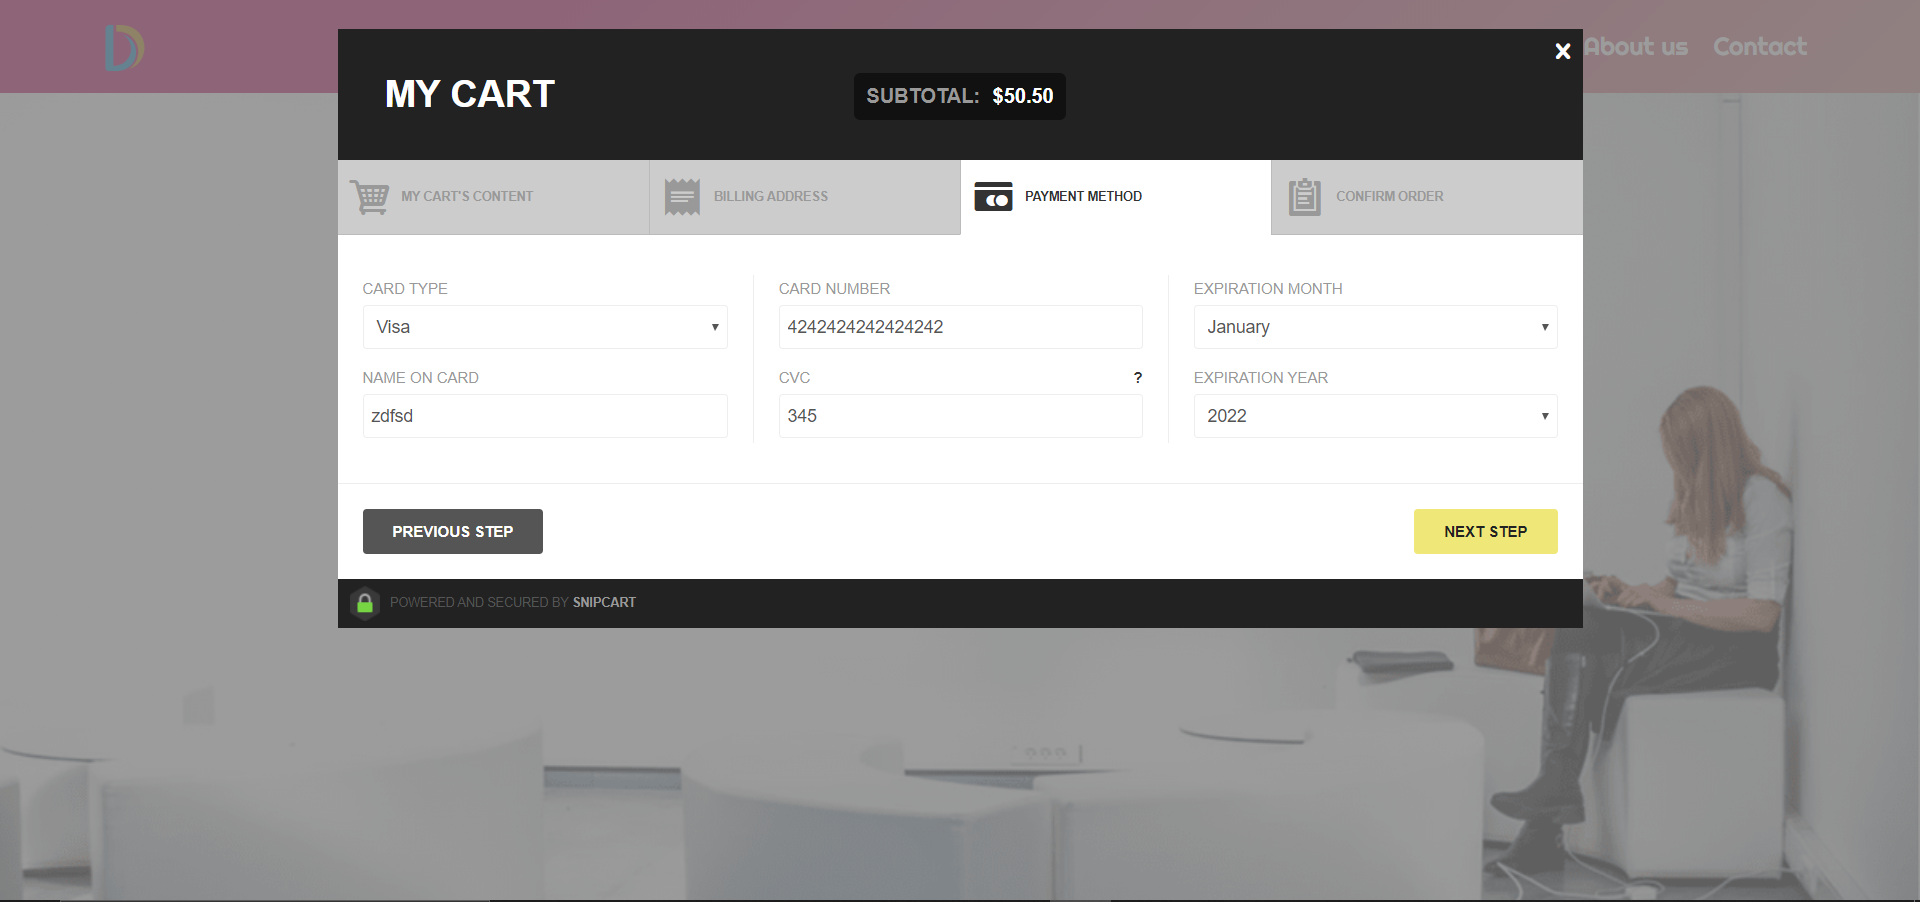 About us Contact
X
MY CART
SUBTOTAL: $50.50
MY CART'S CONTENT
BILLING ADDRESS
PAYMENT METHOD
CONFIRM ORDER
CARD TYPE
Visa
NAME ON CARD
zdfsd
CARD NUMBER
4242424242424242
CVC ?
345
EXPIRATION MONTH
January
EXPIRATION YEAR
2022
PREVIOUS STEP
NEXT STEP
POWERED AND SECURED BY SNIPCART